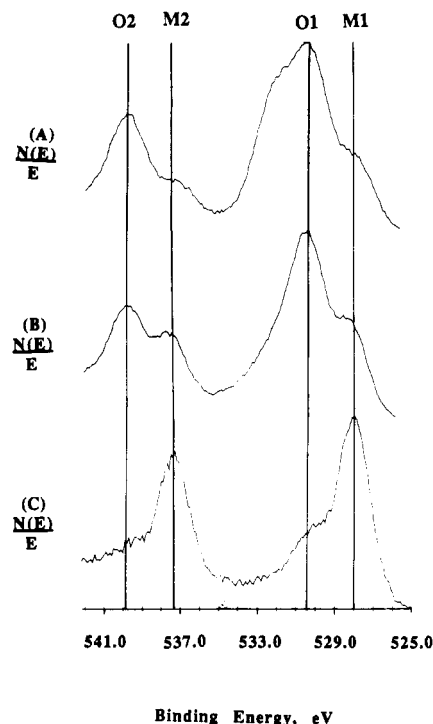 O2 M2 O1 M1
(A)
N(E)
E
(B)
N(E)
E
(C)
N(E)
E
541.0 537.0 533.0 529.0 525.0
Binding Energy, eV